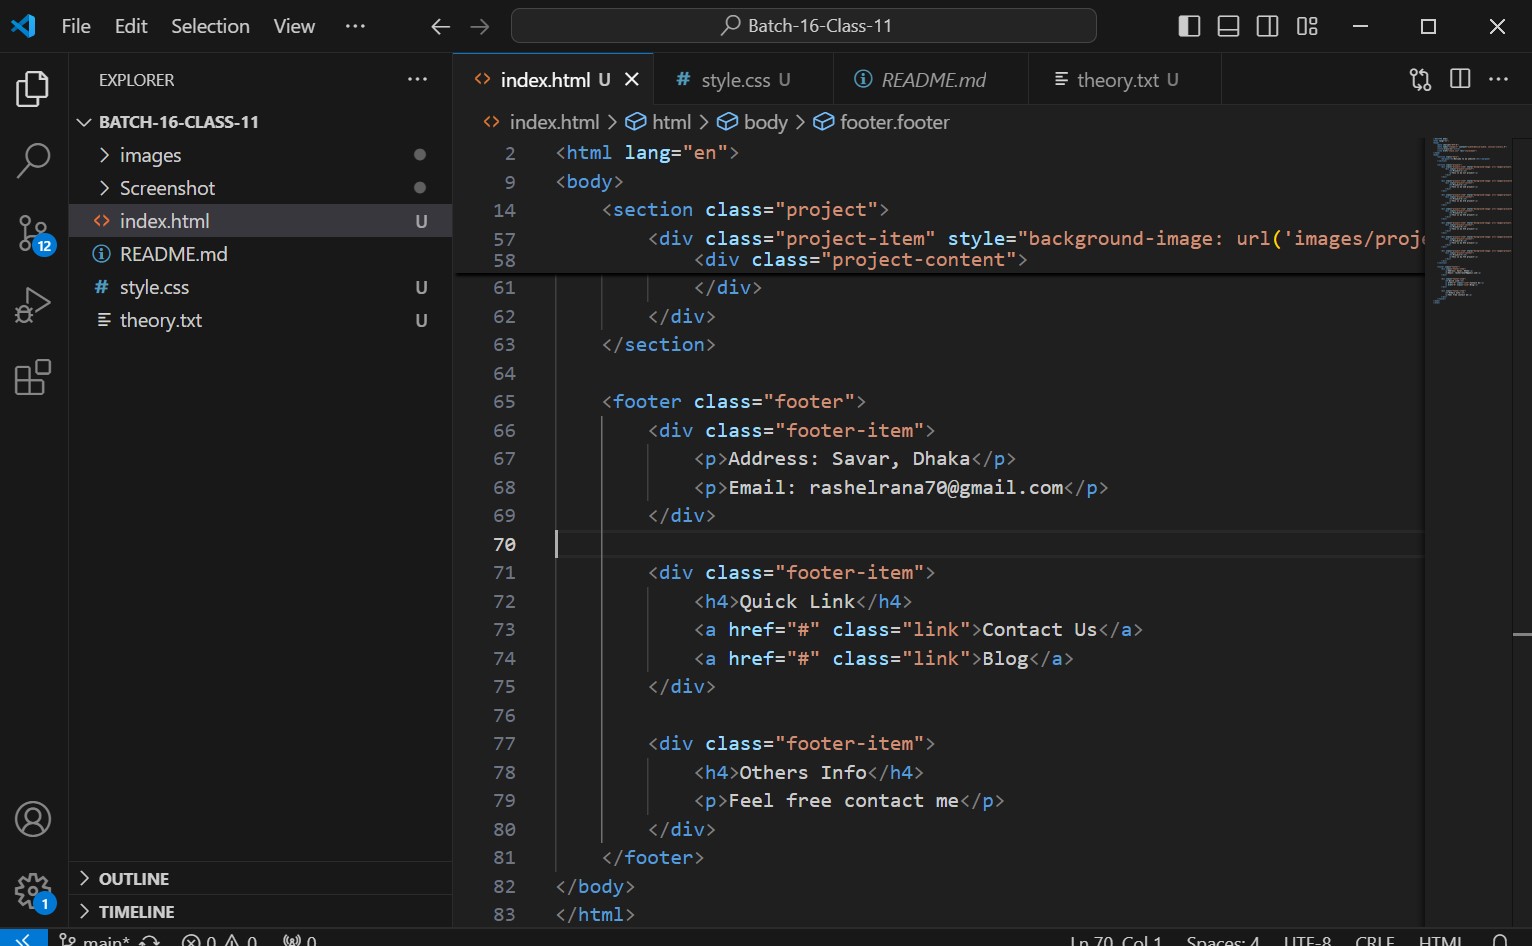 File Edit Selection View ··· Batch-16-Class-11
EXPLORER ···
BATCH-16-CLASS-11
images
Screenshot
index.html U
README.md
style.css U
theory.txt U
12
1
OUTLINE
TIMELINE
index.html U style.css U README.md theory.txt U
index.html > html > body > footer.footer
2 <html lang="en">
9 <body>
14 <section class="project">
57 <div class="project-item" style="background-image: url('images/proje
58 <div class="project-content">
61 </div>
62 </div>
63 </section>
64
65 <footer class="footer">
66 <div class="footer-item">
67 <p>Address: Savar, Dhaka</p>
68 <p>Email: rashelrana70@gmail.com</p>
69 </div>
70
71 <div class="footer-item">
72 <h4>Quick Link</h4>
73 <a href="#" class="link">Contact Us</a>
74 <a href="#" class="link">Blog</a>
75 </div>
76
77 <div class="footer-item">
78 <h4>Others Info</h4>
79 <p>Feel free contact me</p>
80 </div>
81 </footer>
82 </body>
83 </html>
main* 0 0 0 Ln 70, Col 1 Spaces: 4 UTF-8 CRLF HTML